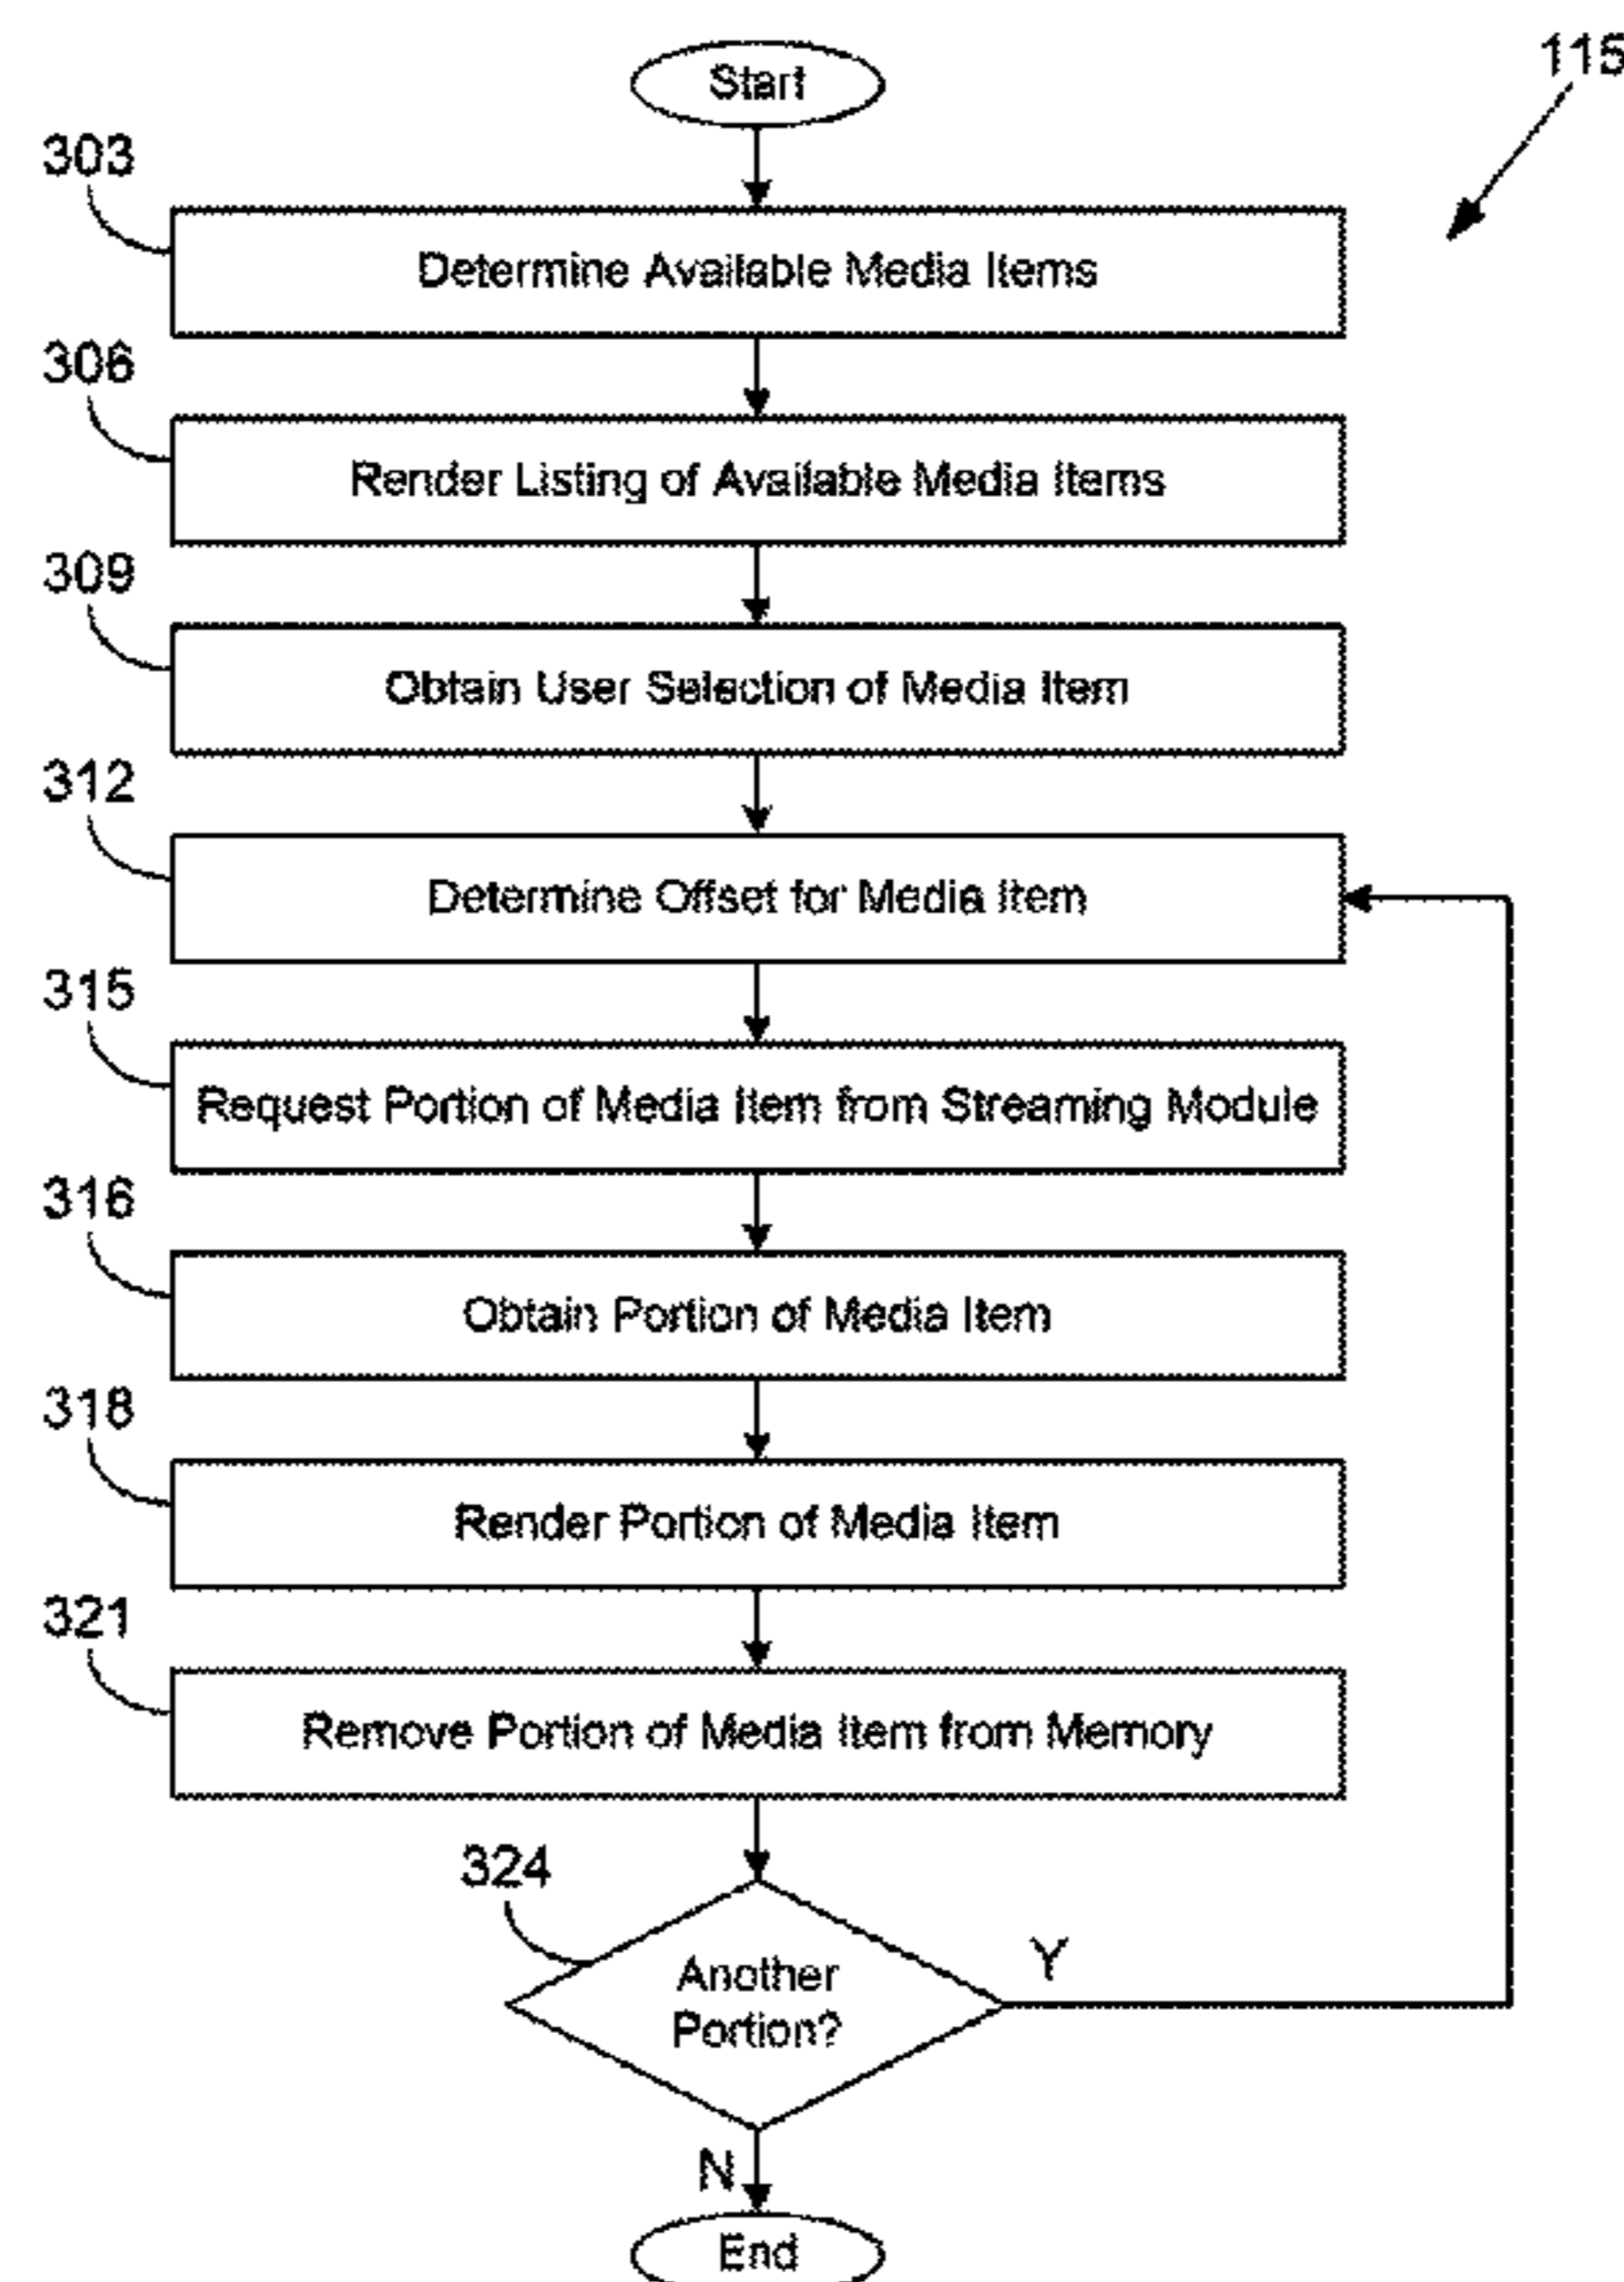 Start
115
303
Determine Available Media Items
306
Render Listing of Available Media Items
309
Obtain User Selection of Media Item
312
Determine Offset for Media Item
315
Request Portion of Media Item from Streaming Module
316
Obtain Portion of Media Item
318
Render Portion of Media Item
321
Remove Portion of Media Item from Memory
324
Another
Portion?
Y
N
End